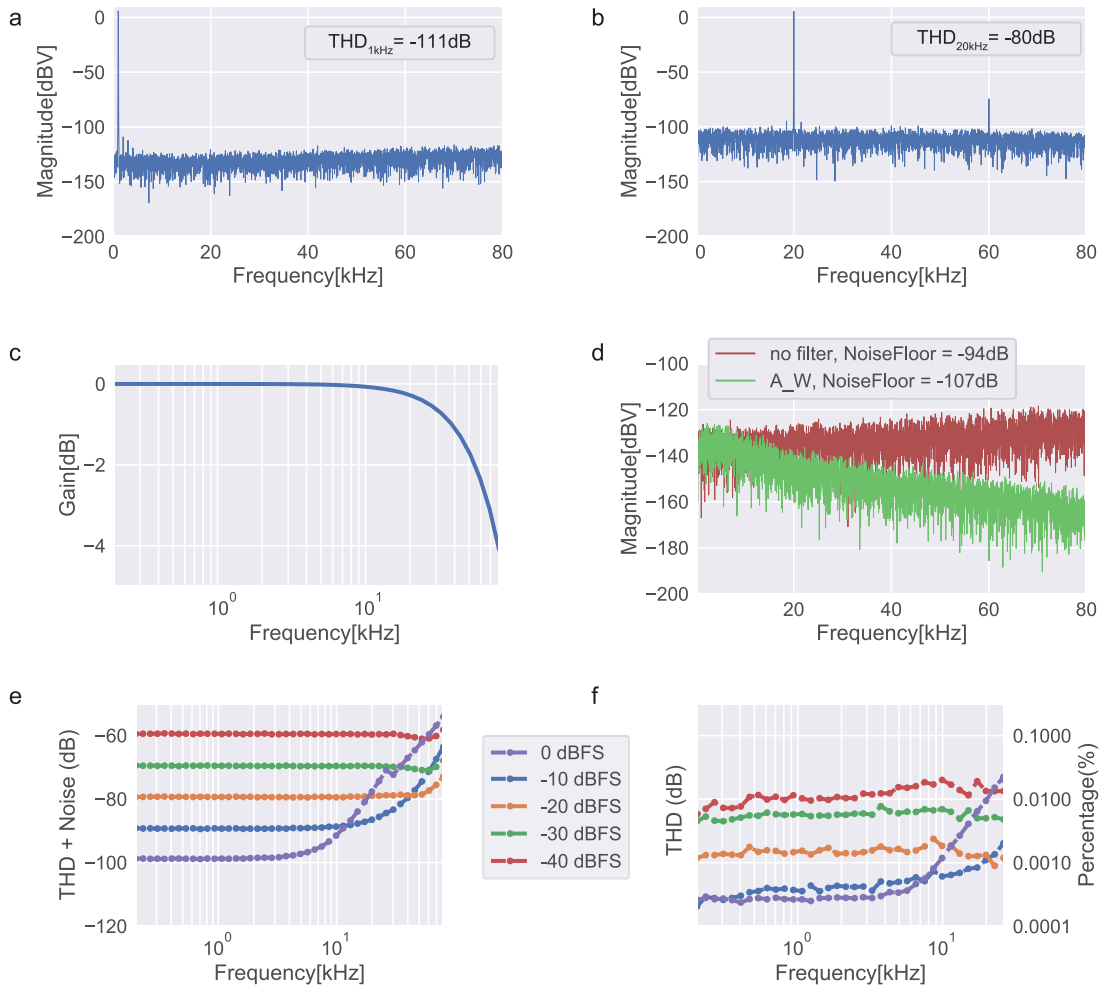 a
0
−50
−100
−150
−200
Magnitude[dBV]
THD1kHz= -111dB
0
20
40
60
80
Frequency[kHz]
b
0
−50
−100
−150
−200
Magnitude[dBV]
THD20kHz= -80dB
0
20
40
60
80
Frequency[kHz]
c
0
−2
−4
Gain[dB]
10^0
10^1
Frequency[kHz]
d
no filter, NoiseFloor = -94dB
A_W, NoiseFloor = -107dB
−100
−120
−140
−160
−180
−200
Magnitude[dBV]
20
40
60
80
Frequency[kHz]
e
−60
−80
−100
−120
THD + Noise (dB)
10^0
10^1
Frequency[kHz]
0 dBFS
-10 dBFS
-20 dBFS
-30 dBFS
-40 dBFS
f
THD (dB)
0.1000
0.0100
0.0010
0.0001
Percentage(%)
10^0
10^1
Frequency[kHz]